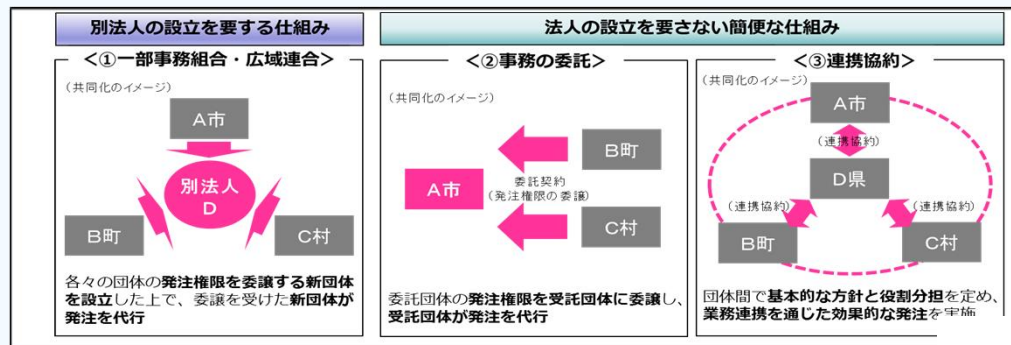 別法人の設立を要する仕組み
法人の設立を要さない簡便な仕組み
＜①一部事務組合・広域連合＞
（共同化のイメージ）
A市
別法人
D
B町
C村
各々の団体の発注権限を委譲する新団体
を設立した上で、委譲を受けた新団体が
発注を代行
＜②事務の委託＞
（共同化のイメージ）
B町
A市
委託契約
（発注権限の委譲）
C村
委託団体の発注権限を受託団体に委譲し、
受託団体が発注を代行
＜③連携協約＞
（共同化のイメージ）
A市
（連携協約）
D県
（連携協約）
（連携協約）
B町
C村
団体間で基本的な方針と役割分担を定め、
業務連携を通じた効果的な発注を実施